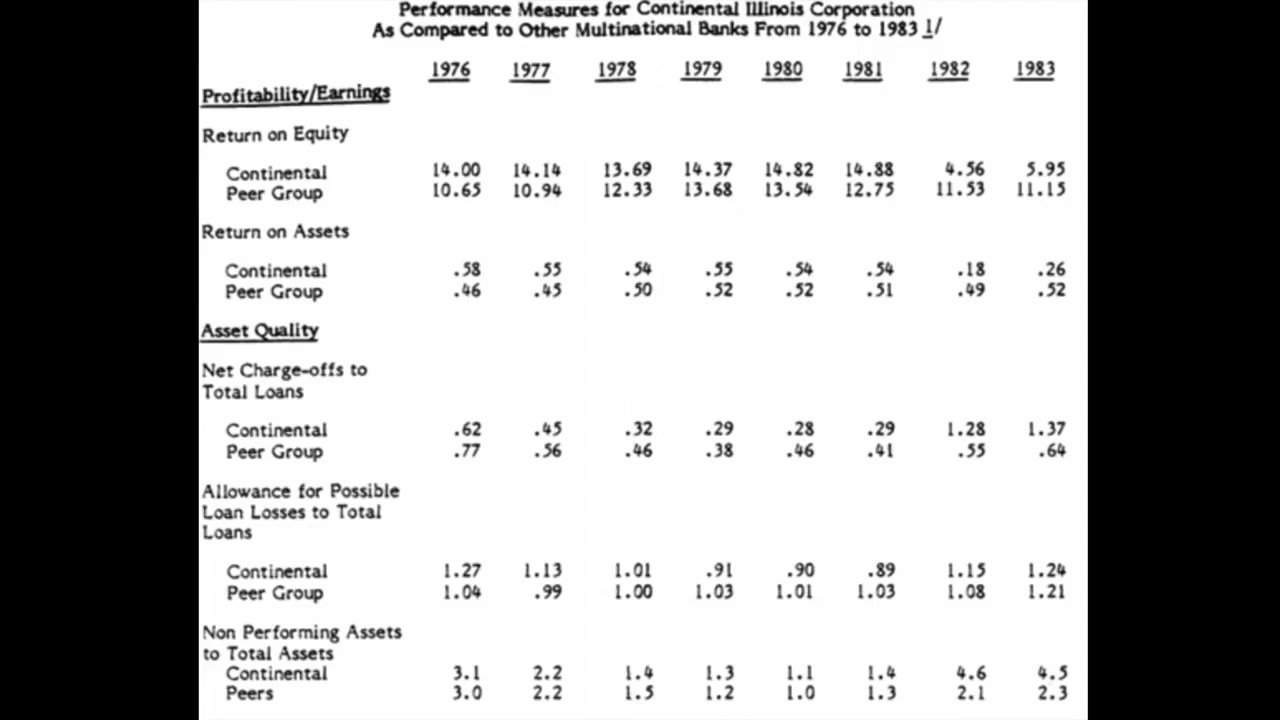 Performance Measures for Continental Illinois Corporation
As Compared to Other Multinational Banks From 1976 to 1983 1/
1976 1977 1978 1979 1980 1981 1982 1983
Profitability/Earnings
Return on Equity
Continental 14.00 14.14 13.69 14.37 14.82 14.88 4.56 5.95
Peer Group 10.65 10.94 12.33 13.68 13.54 12.75 11.53 11.15
Return on Assets
Continental .58 .55 .54 .55 .54 .54 .18 .26
Peer Group .46 .45 .50 .52 .52 .51 .49 .52
Asset Quality
Net Charge-offs to
Total Loans
Continental .62 .45 .32 .29 .28 .29 1.28 1.37
Peer Group .77 .56 .46 .38 .46 .41 .55 .64
Allowance for Possible
Loan Losses to Total
Loans
Continental 1.27 1.13 1.01 .91 .90 .89 1.15 1.24
Peer Group 1.04 .99 1.00 1.03 1.01 1.03 1.08 1.21
Non Performing Assets
to Total Assets
Continental 3.1 2.2 1.4 1.3 1.1 1.4 4.6 4.5
Peers 3.0 2.2 1.5 1.2 1.0 1.3 2.1 2.3